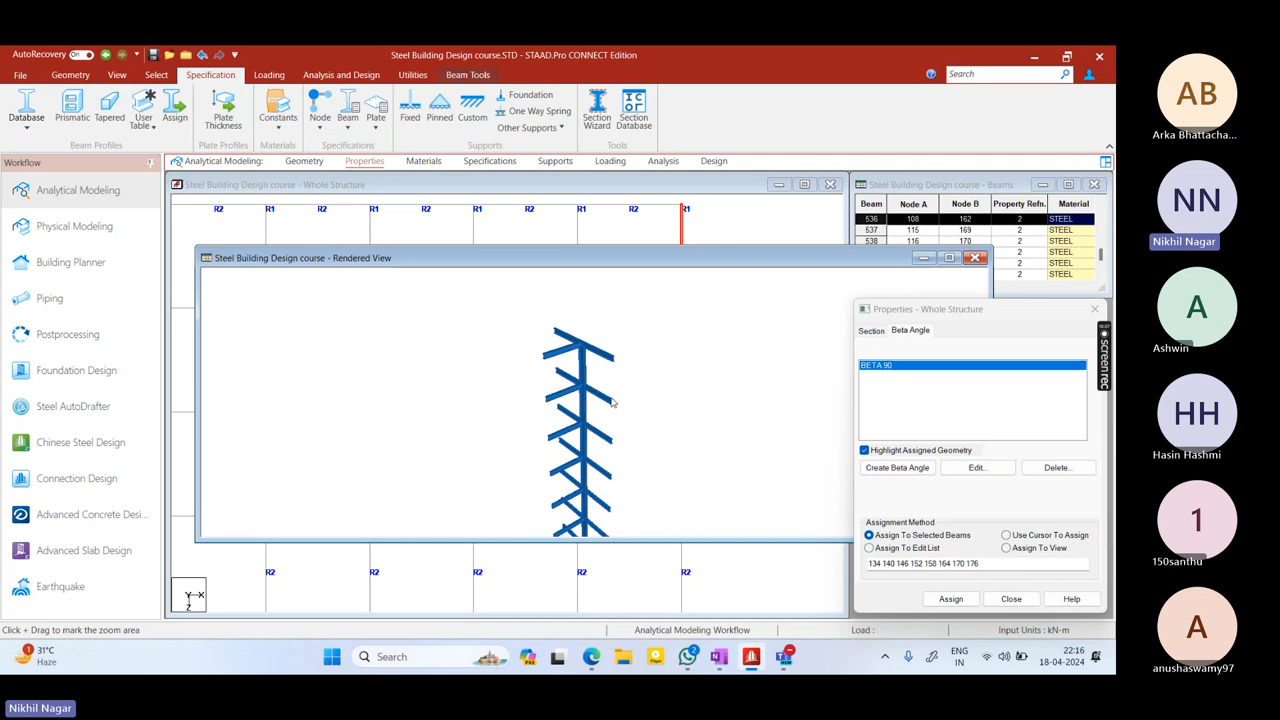 AutoRecovery On
Steel Building Design course.STD - STAAD.Pro CONNECT Edition
File Geometry View Select Specification Loading Analysis and Design Utilities Beam Tools
Search
Database Prismatic Tapered User Table Assign Plate Thickness Constants Node Beam Plate Fixed Pinned Custom
Foundation
One Way Spring
Other Supports
Section Wizard Section Database
Beam Profiles Plate Profiles Materials Specifications Supports Tools
Workflow
Analytical Modeling: Geometry Properties Materials Specifications Supports Loading Analysis Design
Analytical Modeling
Physical Modeling
Building Planner
Piping
Postprocessing
Foundation Design
Steel AutoDrafter
Chinese Steel Design
Connection Design
Advanced Concrete Desi...
Advanced Slab Design
Earthquake
Steel Building Design course - Whole Structure
R2 R1 R2 R1 R2 R1 R2 R1 R2 R1
Steel Building Design course - Rendered View
R2 R2 R2 R2 R2
Y X
Z
Steel Building Design course - Beams
Beam Node A Node B Property Refn. Material
536 108 162 2 STEEL
537 115 169 2 STEEL
538 116 170 2 STEEL
2 STEEL
2 STEEL
Properties - Whole Structure
Section Beta Angle
BETA 90
Highlight Assigned Geometry
Create Beta Angle Edit... Delete...
Assignment Method
Assign To Selected Beams Use Cursor To Assign
Assign To Edit List Assign To View
134 140 146 152 158 164 170 176
Assign Close Help
screen rec
Click + Drag to mark the zoom area
Analytical Modeling Workflow
Load :
Input Units : kN-m
1
31°C
Haze
Search
2
ENG
IN
22:16
18-04-2024
AB
Arka Bhattacha...
NN
Nikhil Nagar
A
Ashwin
HH
Hasin Hashmi
1
150santhu
A
anushaswamy97
Nikhil Nagar